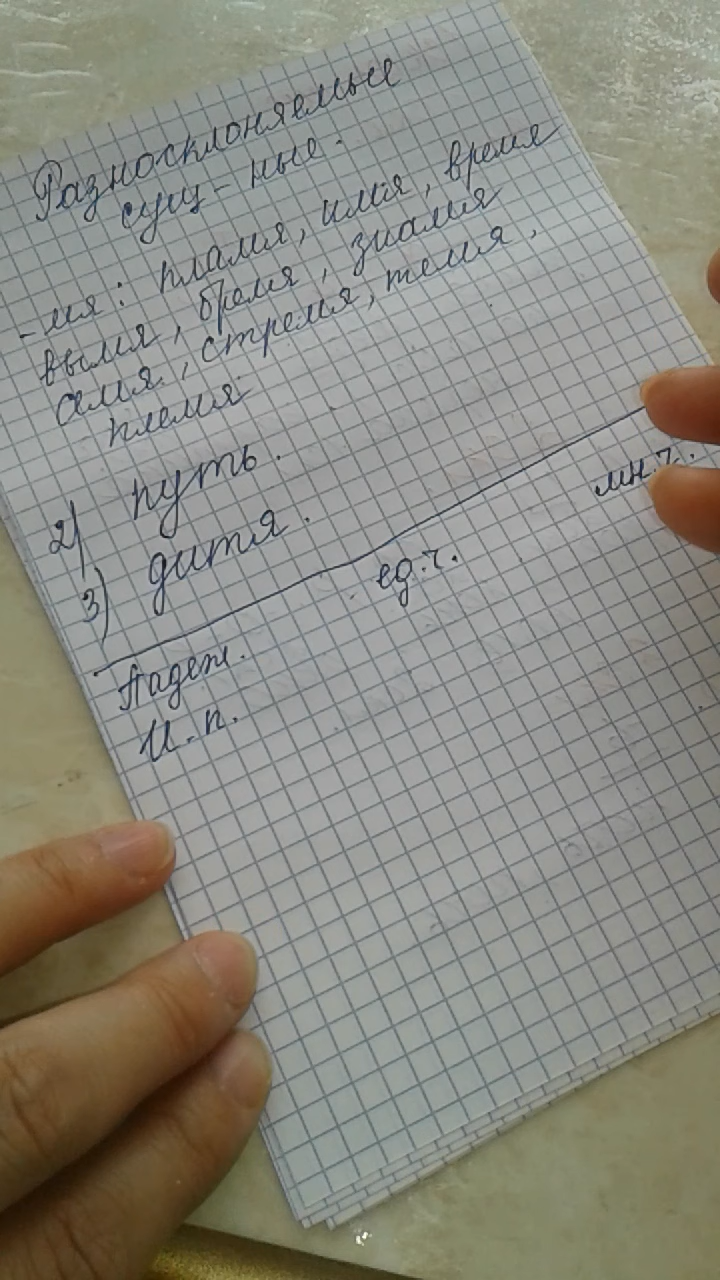 Разносклоняемые
сущ-ные.
-мя: пламя, имя, время
вымя, бремя, знамя
семя, стремя, темя,
племя
2) путь.
3) дитя.
Падеж. ед.ч. мн.ч.
И.п.